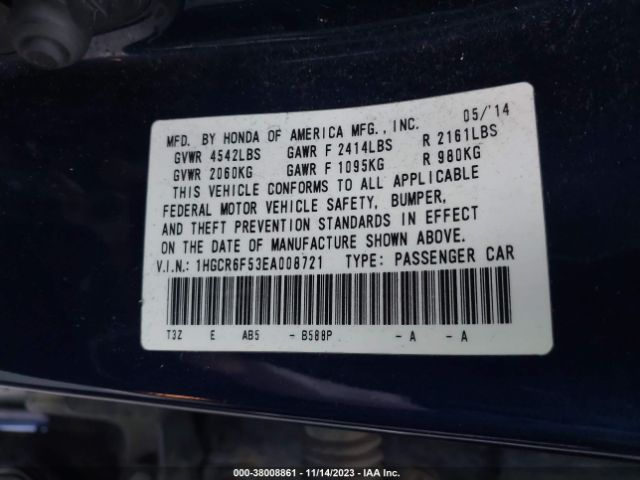 05/'14
MFD. BY HONDA OF AMERICA MFG., INC.
GVWR 4542LBS GAWR F 2414LBS R 2161LBS
GVWR 2060KG GAWR F 1095KG R 980KG
THIS VEHICLE CONFORMS TO ALL APPLICABLE
FEDERAL MOTOR VEHICLE SAFETY, BUMPER,
AND THEFT PREVENTION STANDARDS IN EFFECT
ON THE DATE OF MANUFACTURE SHOWN ABOVE.
V.I.N.: 1HGCR6F53EA008721 TYPE: PASSENGER CAR
T3Z E AB5 - B588P - A - A
000-38008861 - 11/14/2023 - IAA Inc.